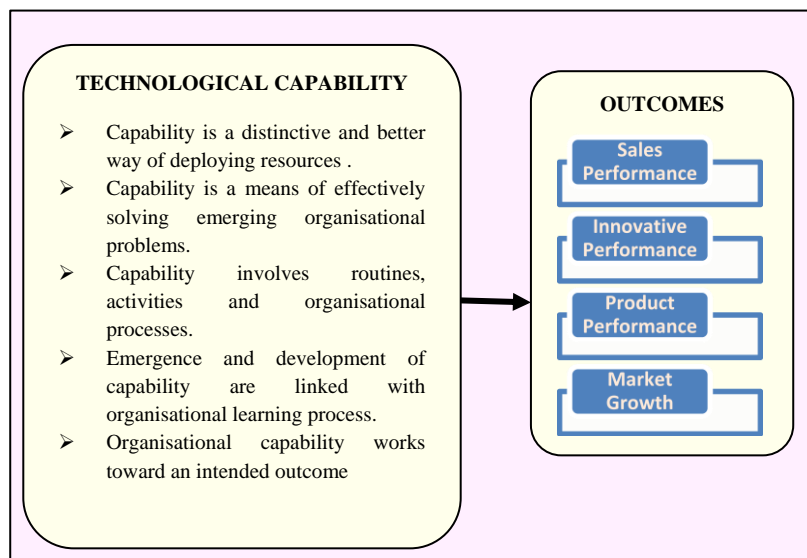 TECHNOLOGICAL CAPABILITY
➢ Capability is a distinctive and better
way of deploying resources .
➢ Capability is a means of effectively
solving emerging organisational
problems.
➢ Capability involves routines,
activities and organisational
processes.
➢ Emergence and development of
capability are linked with
organisational learning process.
➢ Organisational capability works
toward an intended outcome
OUTCOMES
Sales
Performance
Innovative
Performance
Product
Performance
Market
Growth